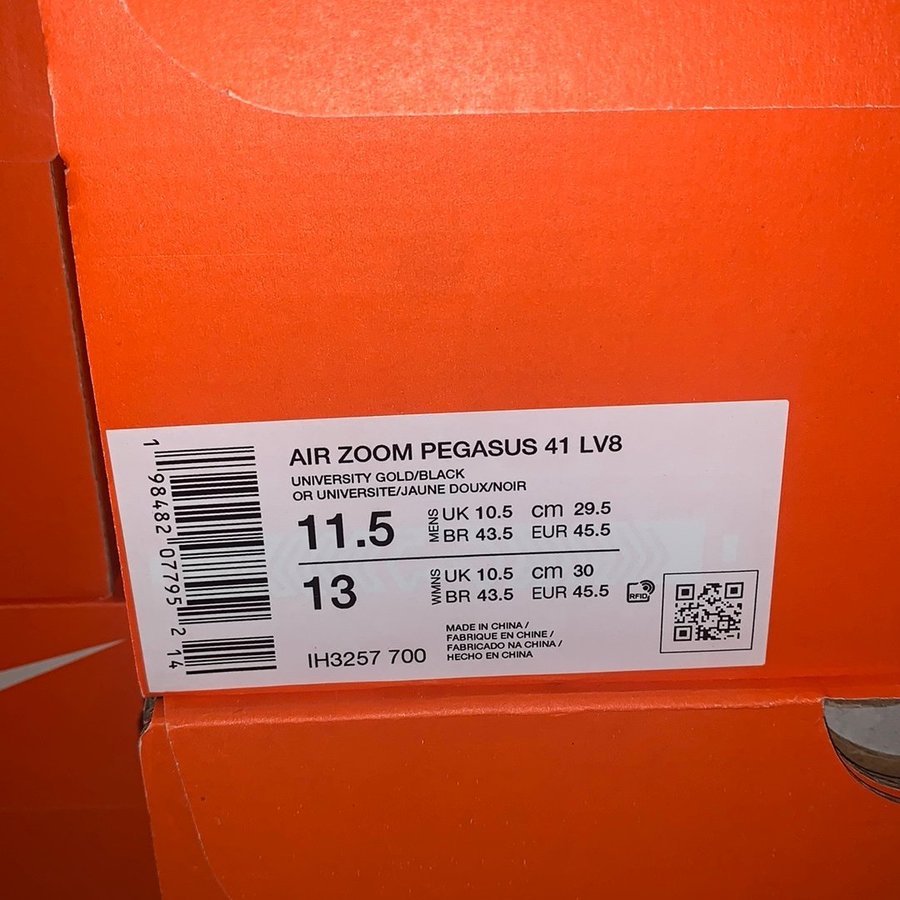 AIR ZOOM PEGASUS 41 LV8
UNIVERSITY GOLD/BLACK
OR UNIVERSITE/JAUNE DOUX/NOIR
11.5 MENS UK 10.5 cm 29.5
BR 43.5 EUR 45.5
13 WMNS UK 10.5 cm 30
BR 43.5 EUR 45.5
RFID
IH3257 700
MADE IN CHINA /
FABRIQUE EN CHINE /
FABRICADO NA CHINA /
HECHO EN CHINA
1 98482 07795 2 14